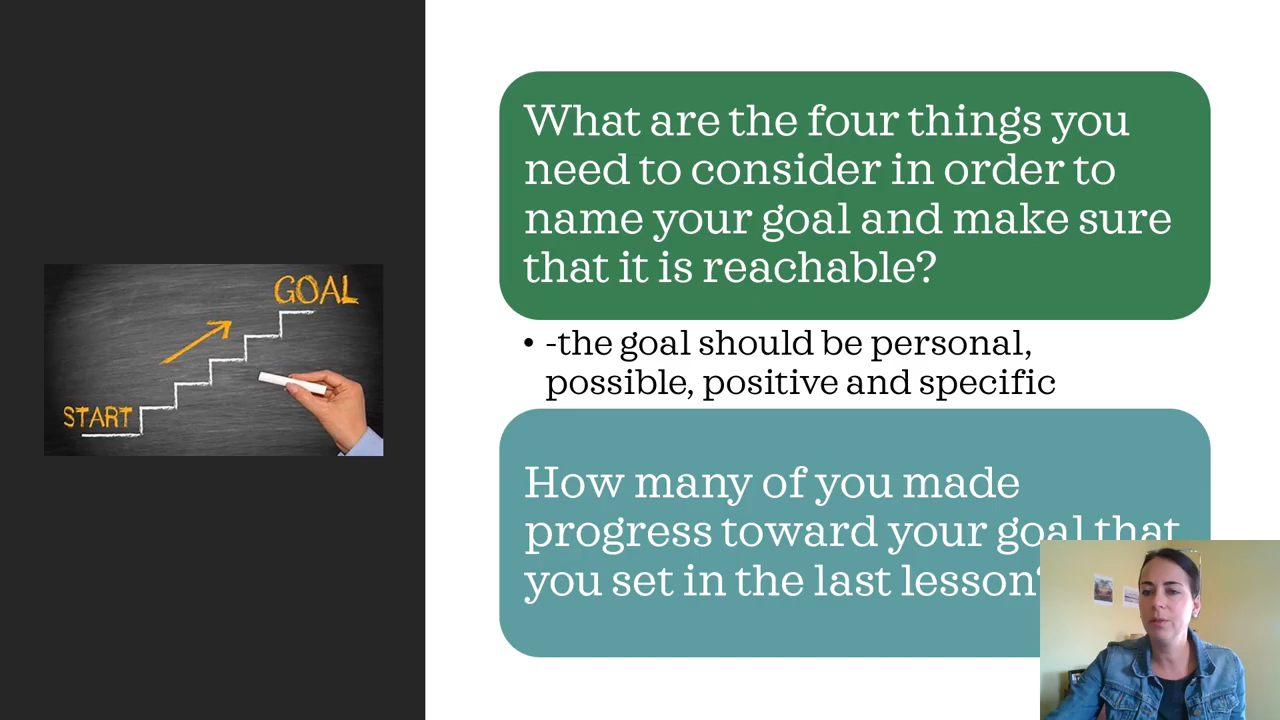 GOAL
START
What are the four things you
need to consider in order to
name your goal and make sure
that it is reachable?
• -the goal should be personal,
possible, positive and specific
How many of you made
progress toward your goal that
you set in the last lesson?